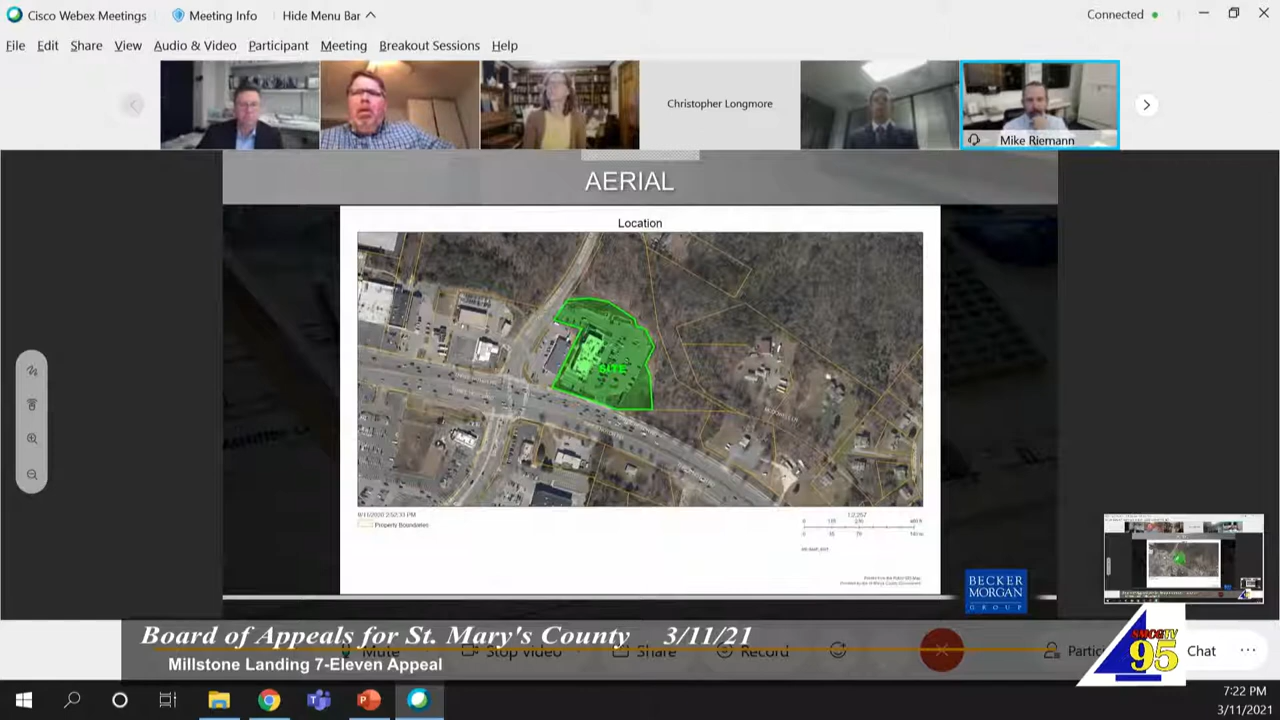 Cisco Webex Meetings
Meeting Info
Hide Menu Bar
Connected
File Edit Share View Audio & Video Participant Meeting Breakout Sessions Help
Christopher Longmore
Mike Riemann
AERIAL
Location
SITE
Property Boundaries
BECKER
MORGAN
GROUP
Board of Appeals for St. Mary's County 3/11/21
Mute
Stop video
Share
Record
Chat
Millstone Landing 7-Eleven Appeal
95
7:22 PM
3/11/2021